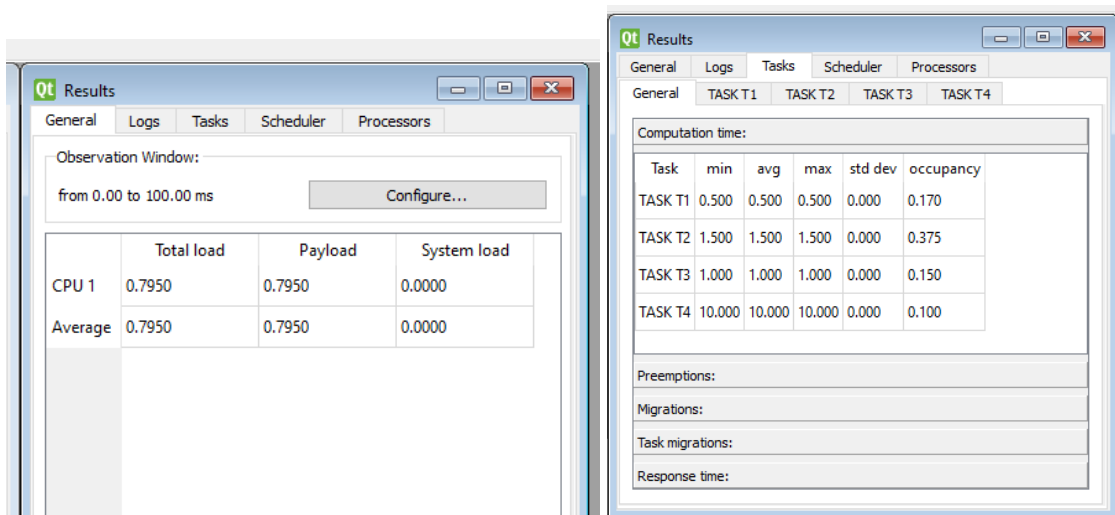 Qt Results
General Logs Tasks Scheduler Processors
Observation Window:
from 0.00 to 100.00 ms Configure...
Total load Payload System load
CPU 1 0.7950 0.7950 0.0000
Average 0.7950 0.7950 0.0000
Qt Results
General Logs Tasks Scheduler Processors
General TASK T1 TASK T2 TASK T3 TASK T4
Computation time:
Task min avg max std dev occupancy
TASK T1 0.500 0.500 0.500 0.000 0.170
TASK T2 1.500 1.500 1.500 0.000 0.375
TASK T3 1.000 1.000 1.000 0.000 0.150
TASK T4 10.000 10.000 10.000 0.000 0.100
Preemptions:
Migrations:
Task migrations:
Response time: